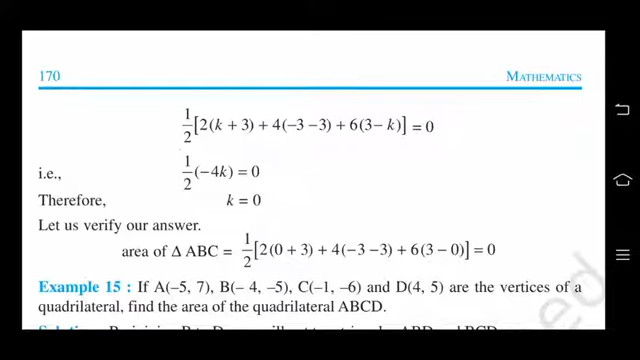 170 MATHEMATICS
1/2 [2(k + 3) + 4(–3 – 3) + 6(3 – k)] = 0
i.e., 1/2 (–4k) = 0
Therefore, k = 0
Let us verify our answer.
area of Δ ABC = 1/2 [2(0 + 3) + 4(–3 – 3) + 6(3 – 0)] = 0
Example 15 : If A(–5, 7), B(– 4, –5), C(–1, –6) and D(4, 5) are the vertices of a
quadrilateral, find the area of the quadrilateral ABCD.